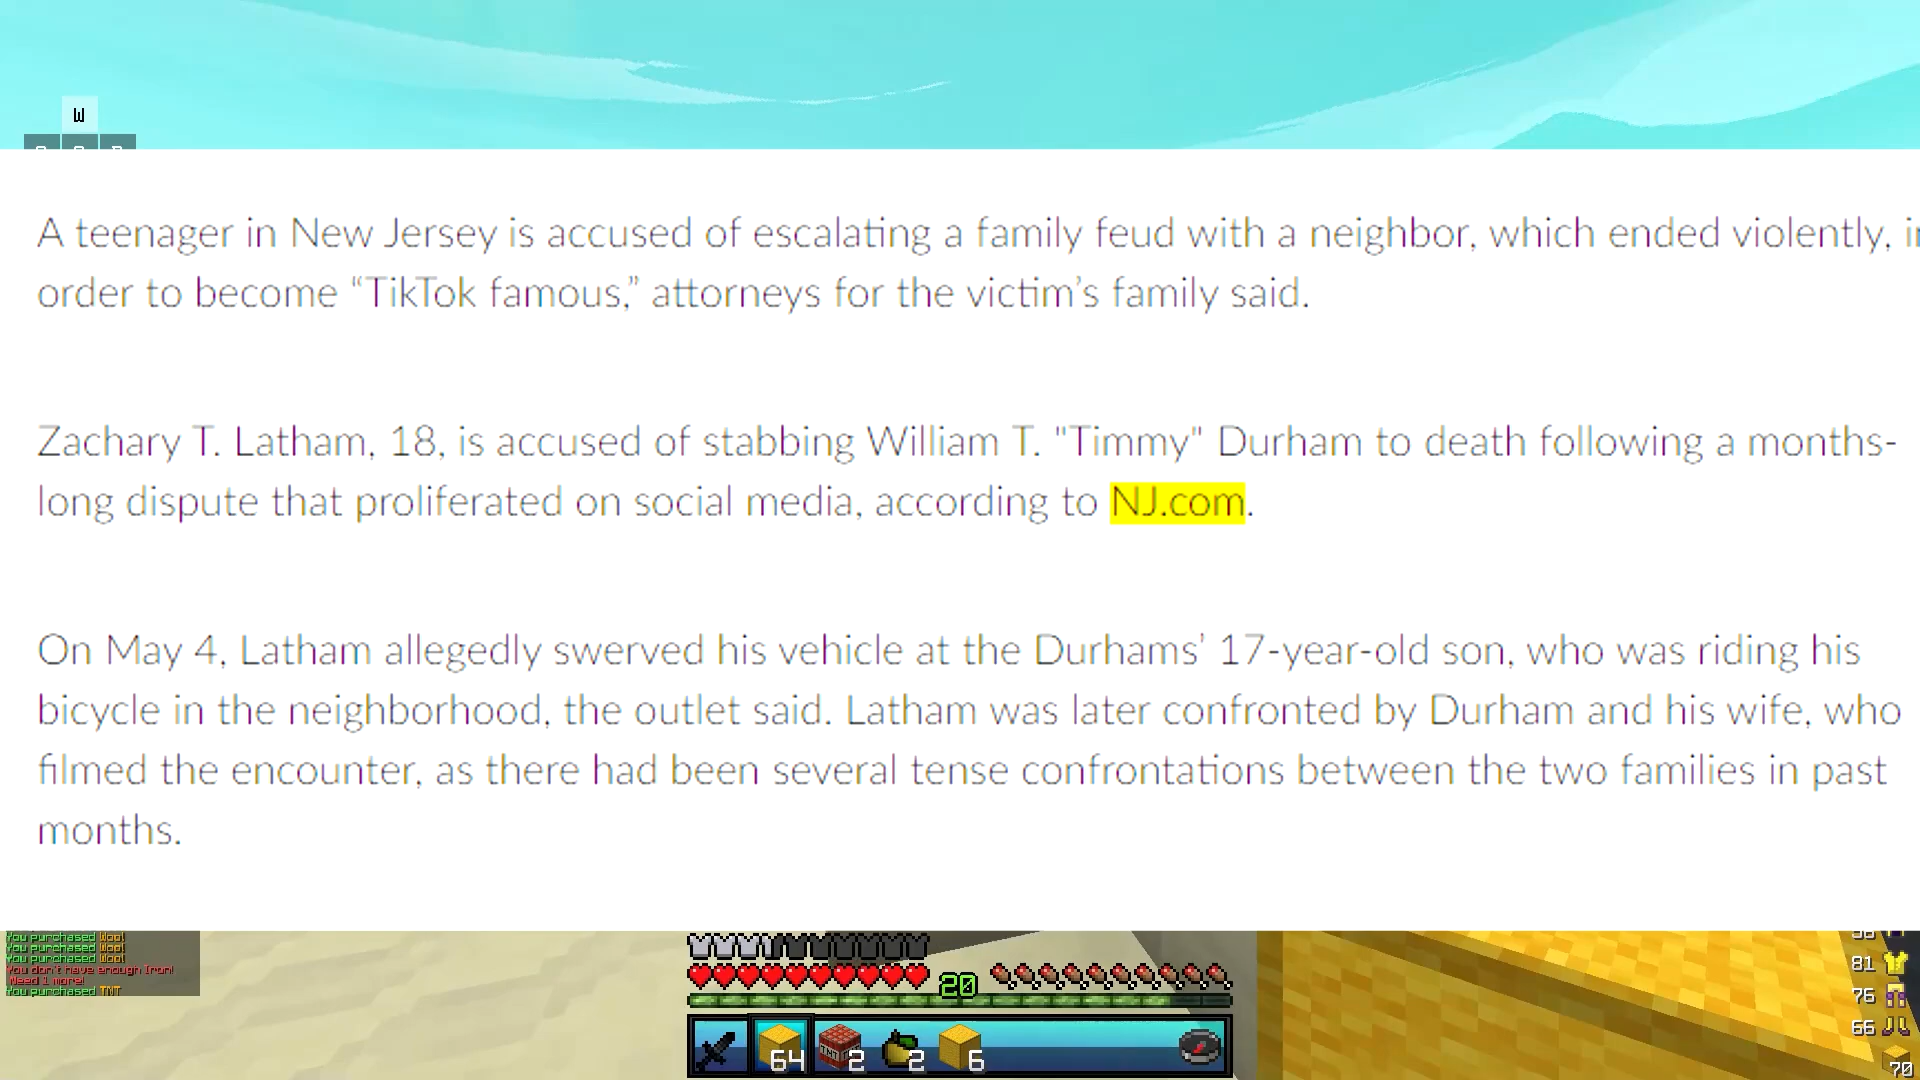 W
A teenager in New Jersey is accused of escalating a family feud with a neighbor, which ended violently, in
order to become “TikTok famous,” attorneys for the victim’s family said.
Zachary T. Latham, 18, is accused of stabbing William T. "Timmy" Durham to death following a months-
long dispute that proliferated on social media, according to NJ.com.
On May 4, Latham allegedly swerved his vehicle at the Durhams’ 17-year-old son, who was riding his
bicycle in the neighborhood, the outlet said. Latham was later confronted by Durham and his wife, who
filmed the encounter, as there had been several tense confrontations between the two families in past
months.
You purchased Wool
You purchased Wool
You purchased Wool
You don't have enough Iron!
Need 1 more!
You purchased TNT
20
81
76
66
70
TNT
64
2
2
6